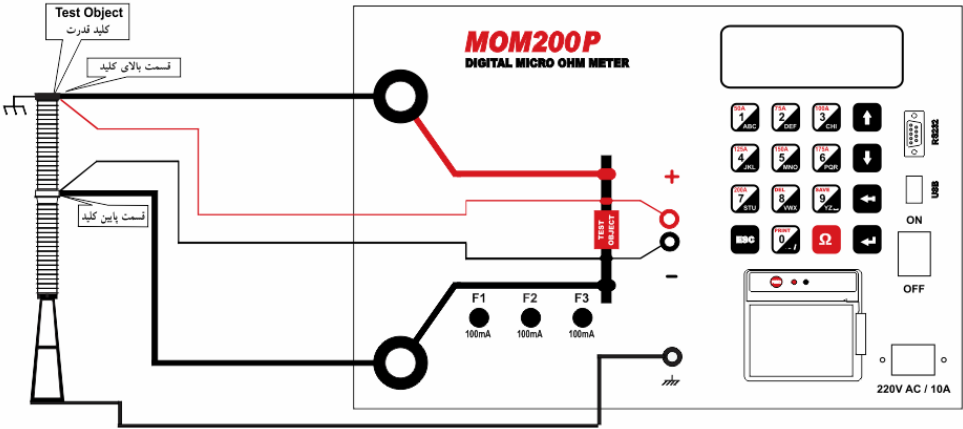 Test Object
کلید قدرت
قسمت بالای کلید
قسمت پایین کلید
MOM200P
DIGITAL MICRO OHM METER
+
TEST
OBJECT
-
F1 F2 F3
100mA 100mA 100mA
50A 75A 100A
1 2 3
ABC DEF CHI
125A 150A 175A
4 5 6
JKL MNO PQR
200A DEL SAVE
7 8 9
STU VWX YZ
ESC PRINT 0 Ω
RS232
USB
ON
OFF
220V AC / 10A